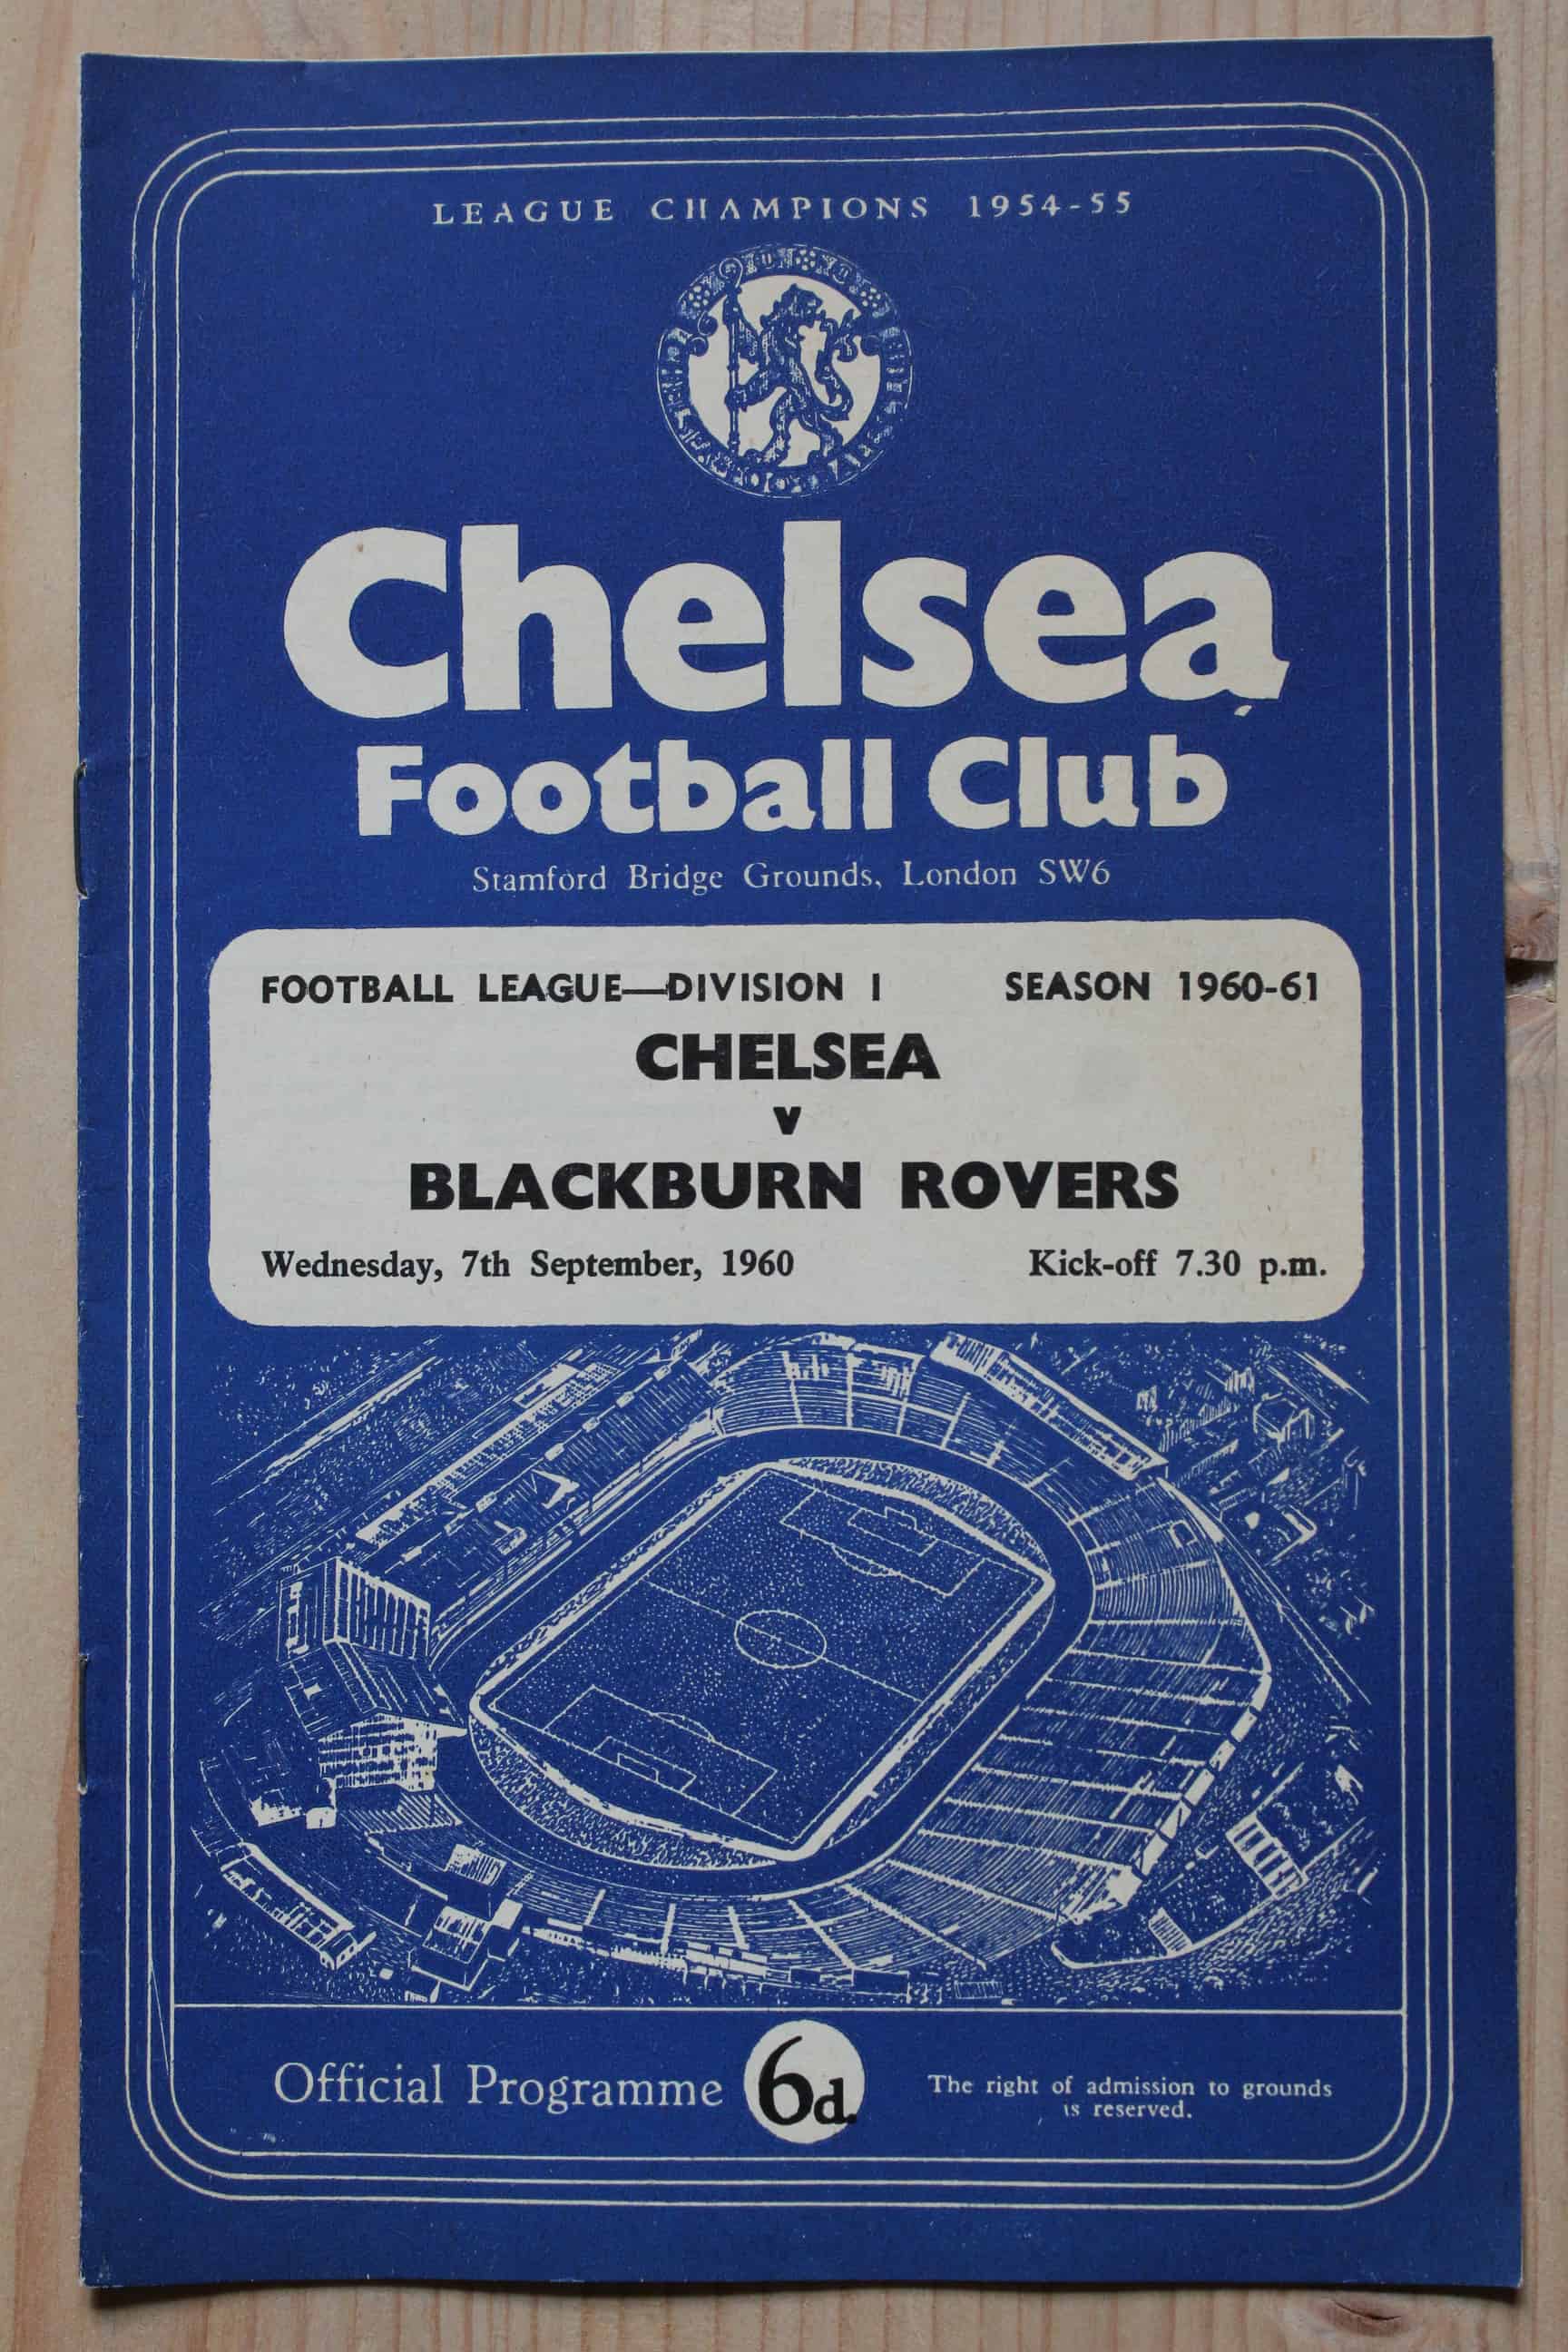 LEAGUE CHAMPIONS 1954-55
Chelsea
Football Club
Stamford Bridge Grounds, London SW6
FOOTBALL LEAGUE—DIVISION I SEASON 1960-61
CHELSEA
v
BLACKBURN ROVERS
Wednesday, 7th September, 1960 Kick-off 7.30 p.m.
Official Programme 6d. The right of admission to grounds
is reserved.